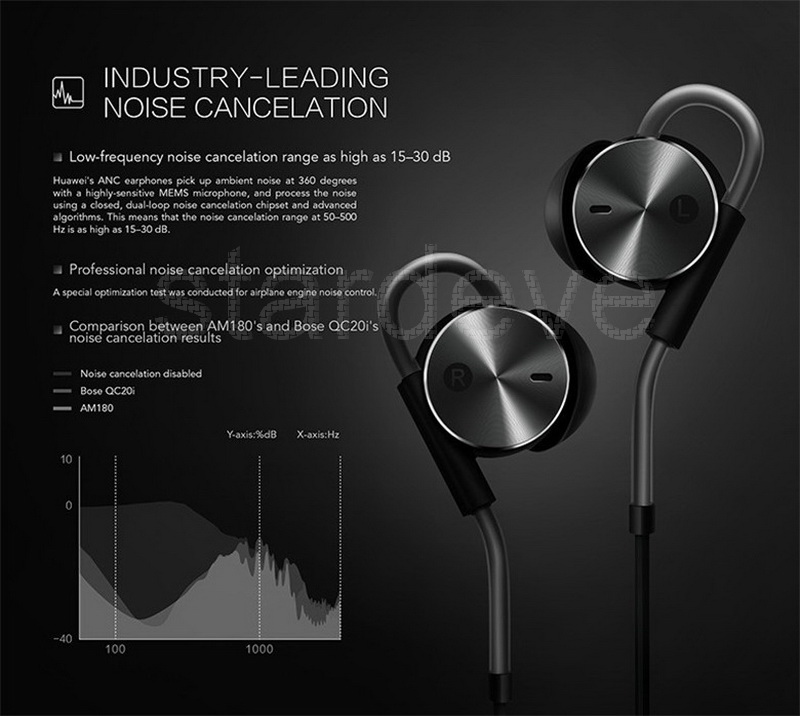 INDUSTRY-LEADING
NOISE CANCELATION
Low-frequency noise cancelation range as high as 15–30 dB
Huawei's ANC earphones pick up ambient noise at 360 degrees
with a highly-sensitive MEMS microphone, and process the noise
using a closed, dual-loop noise cancelation chipset and advanced
algorithms. This means that the noise cancelation range at 50–500
Hz is as high as 15–30 dB.
Professional noise cancelation optimization
A special optimization test was conducted for airplane engine noise control.
stardeve
Comparison between AM180's and Bose QC20i's
noise cancelation results
Noise cancelation disabled
Bose QC20i
AM180
Y-axis:%dB X-axis:Hz
10
0
-40
100 1000
L
R